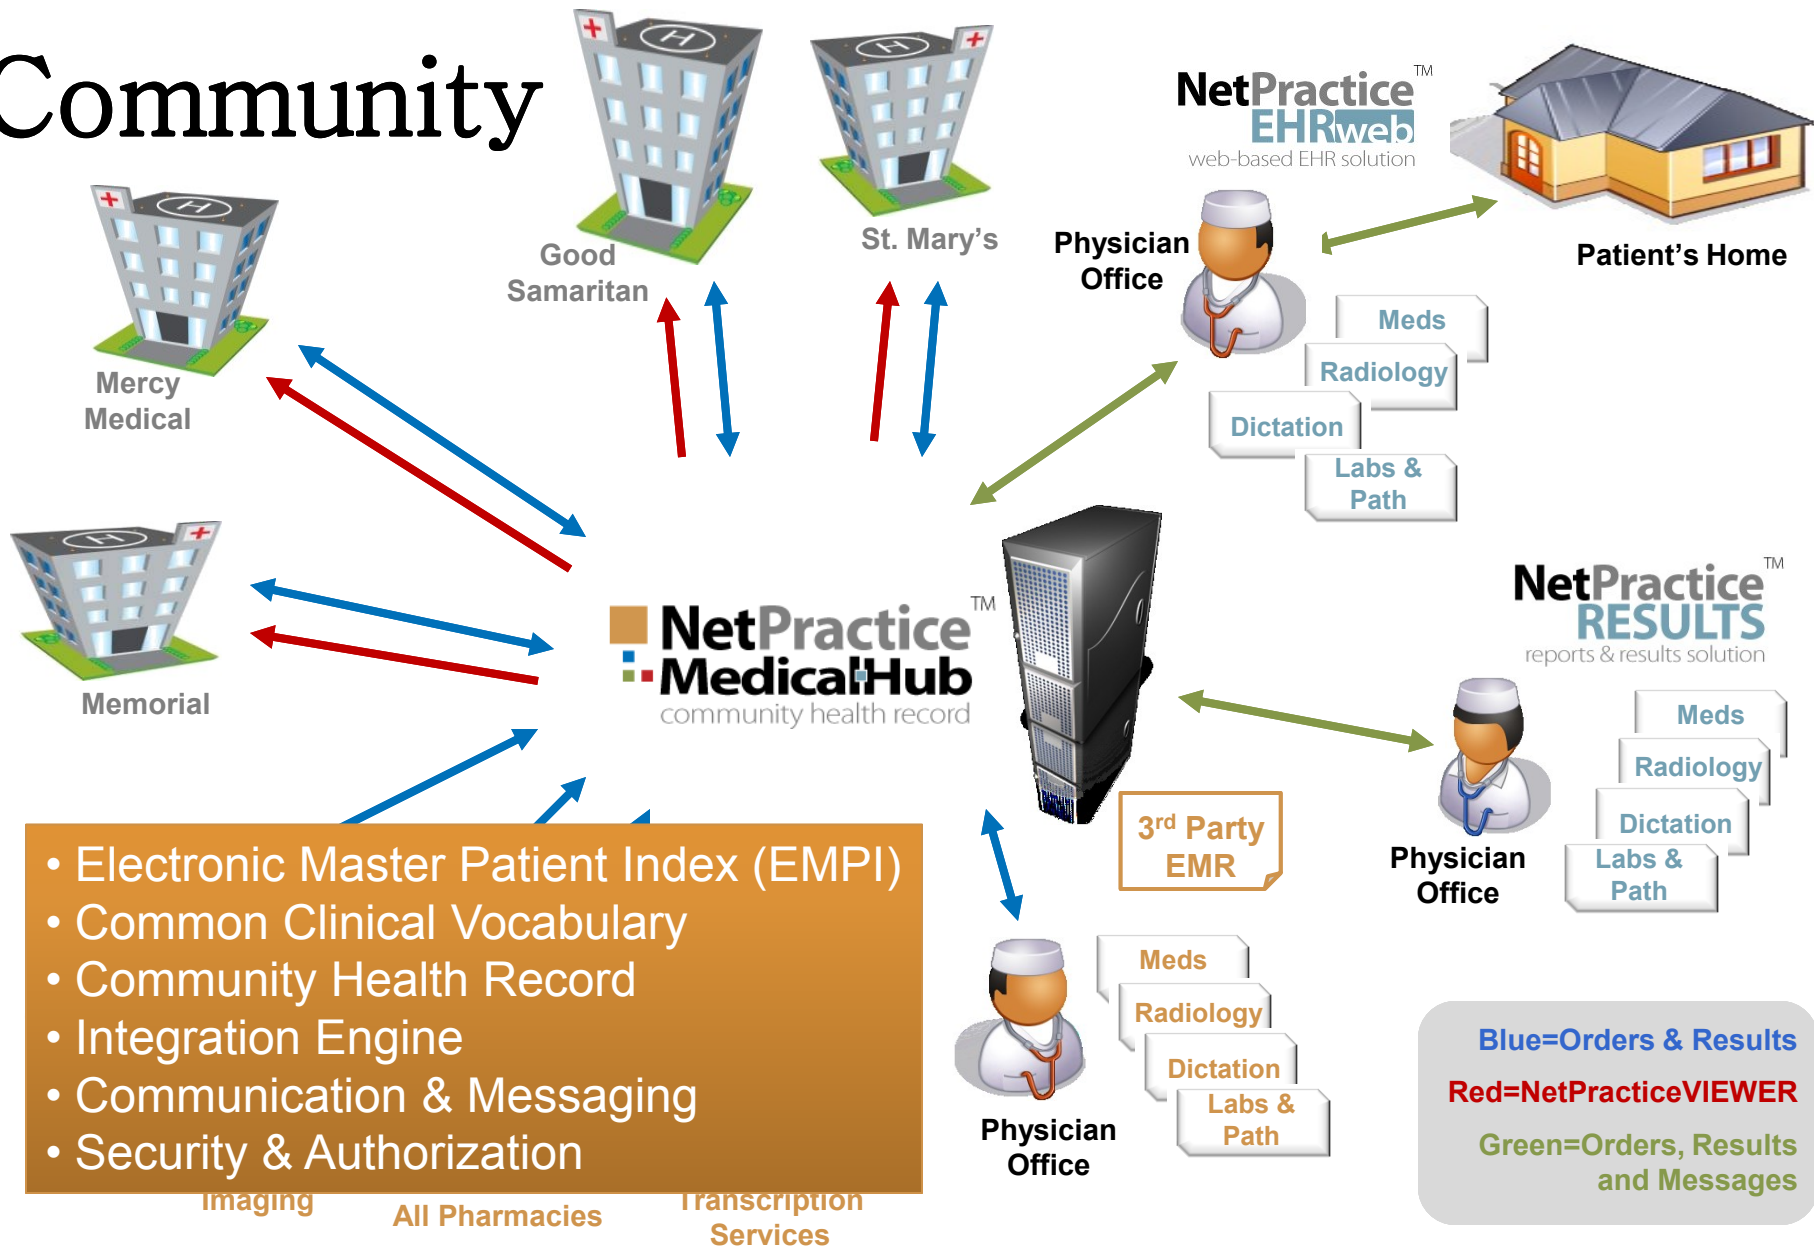 Community
NetPractice™
EHRweb
web-based EHR solution
Good
Samaritan
St. Mary's
Physician
Office
Patient's Home
Mercy
Medical
Meds
Radiology
Dictation
Labs &
Path
Memorial
NetPractice™
MedicalHub
community health record
NetPractice™
RESULTS
reports & results solution
Meds
Radiology
Dictation
Labs &
Path
Physician
Office
3rd Party
EMR
• Electronic Master Patient Index (EMPI)
• Common Clinical Vocabulary
• Community Health Record
• Integration Engine
• Communication & Messaging
• Security & Authorization
Meds
Radiology
Dictation
Labs &
Path
Physician
Office
Imaging
All Pharmacies
Transcription
Services
Blue=Orders & Results
Red=NetPracticeVIEWER
Green=Orders, Results
and Messages